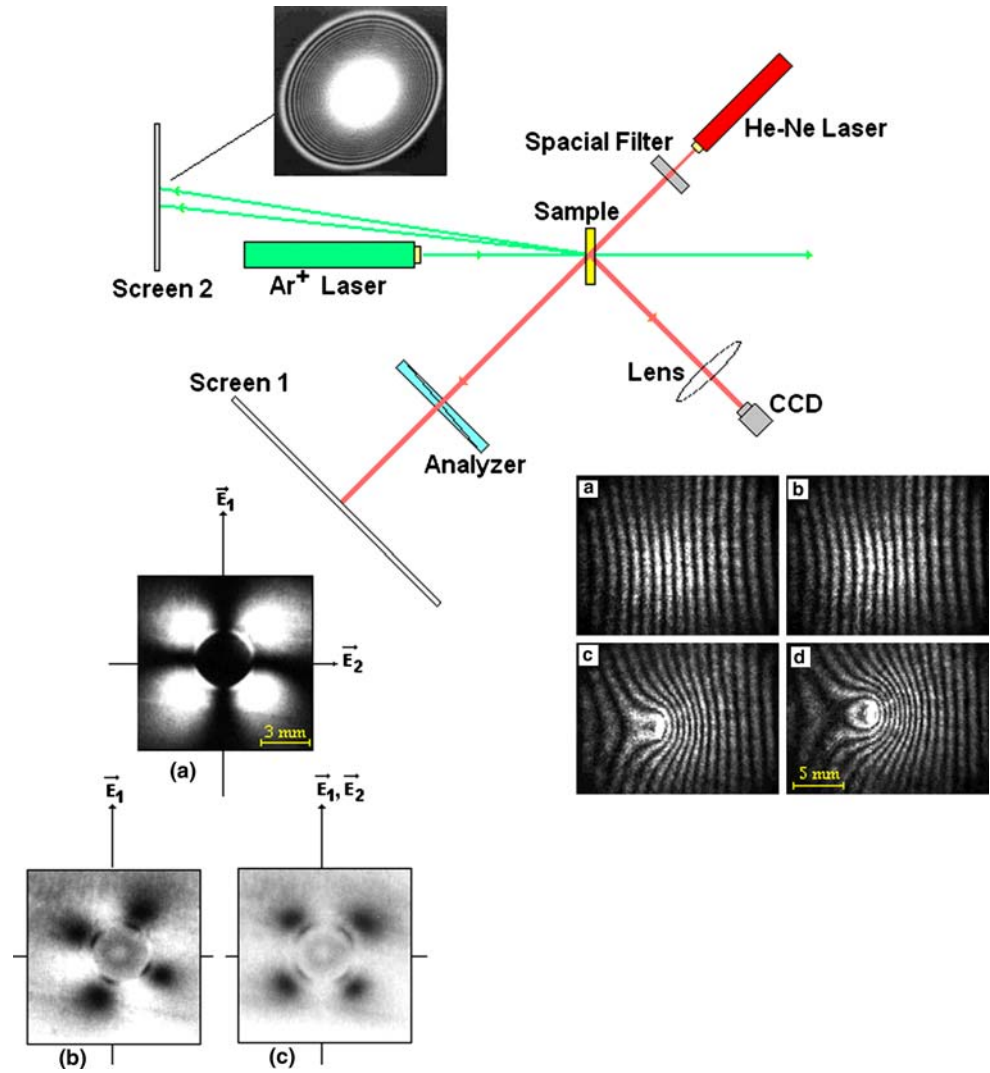 He-Ne Laser
Spacial Filter
Sample
Screen 2
Ar+ Laser
Lens
CCD
Screen 1
Analyzer
E1
E2
3 mm
(a)
a
b
c
d
5 mm
E1
E1, E2
(b)
(c)